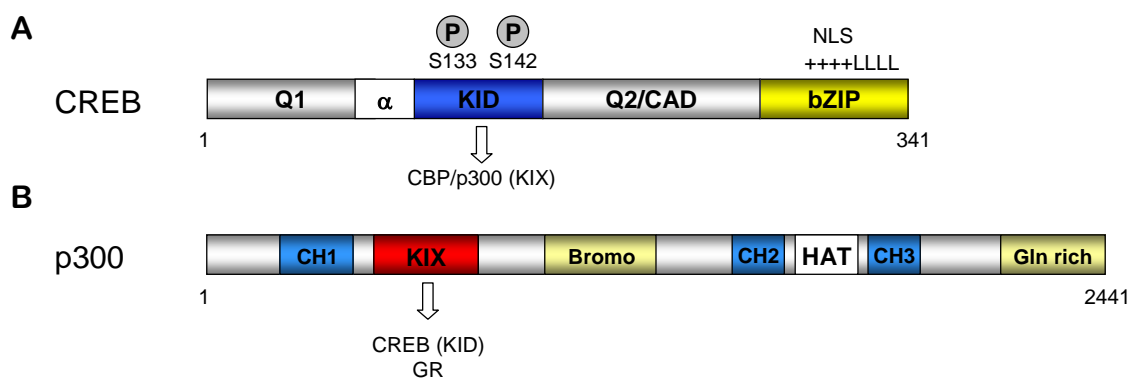 A
P P
S133 S142
NLS
++++LLLL
CREB
Q1 α KID Q2/CAD bZIP
1 341
CBP/p300 (KIX)
B
p300
CH1 KIX Bromo CH2 HAT CH3 Gln rich
1 2441
CREB (KID)
GR